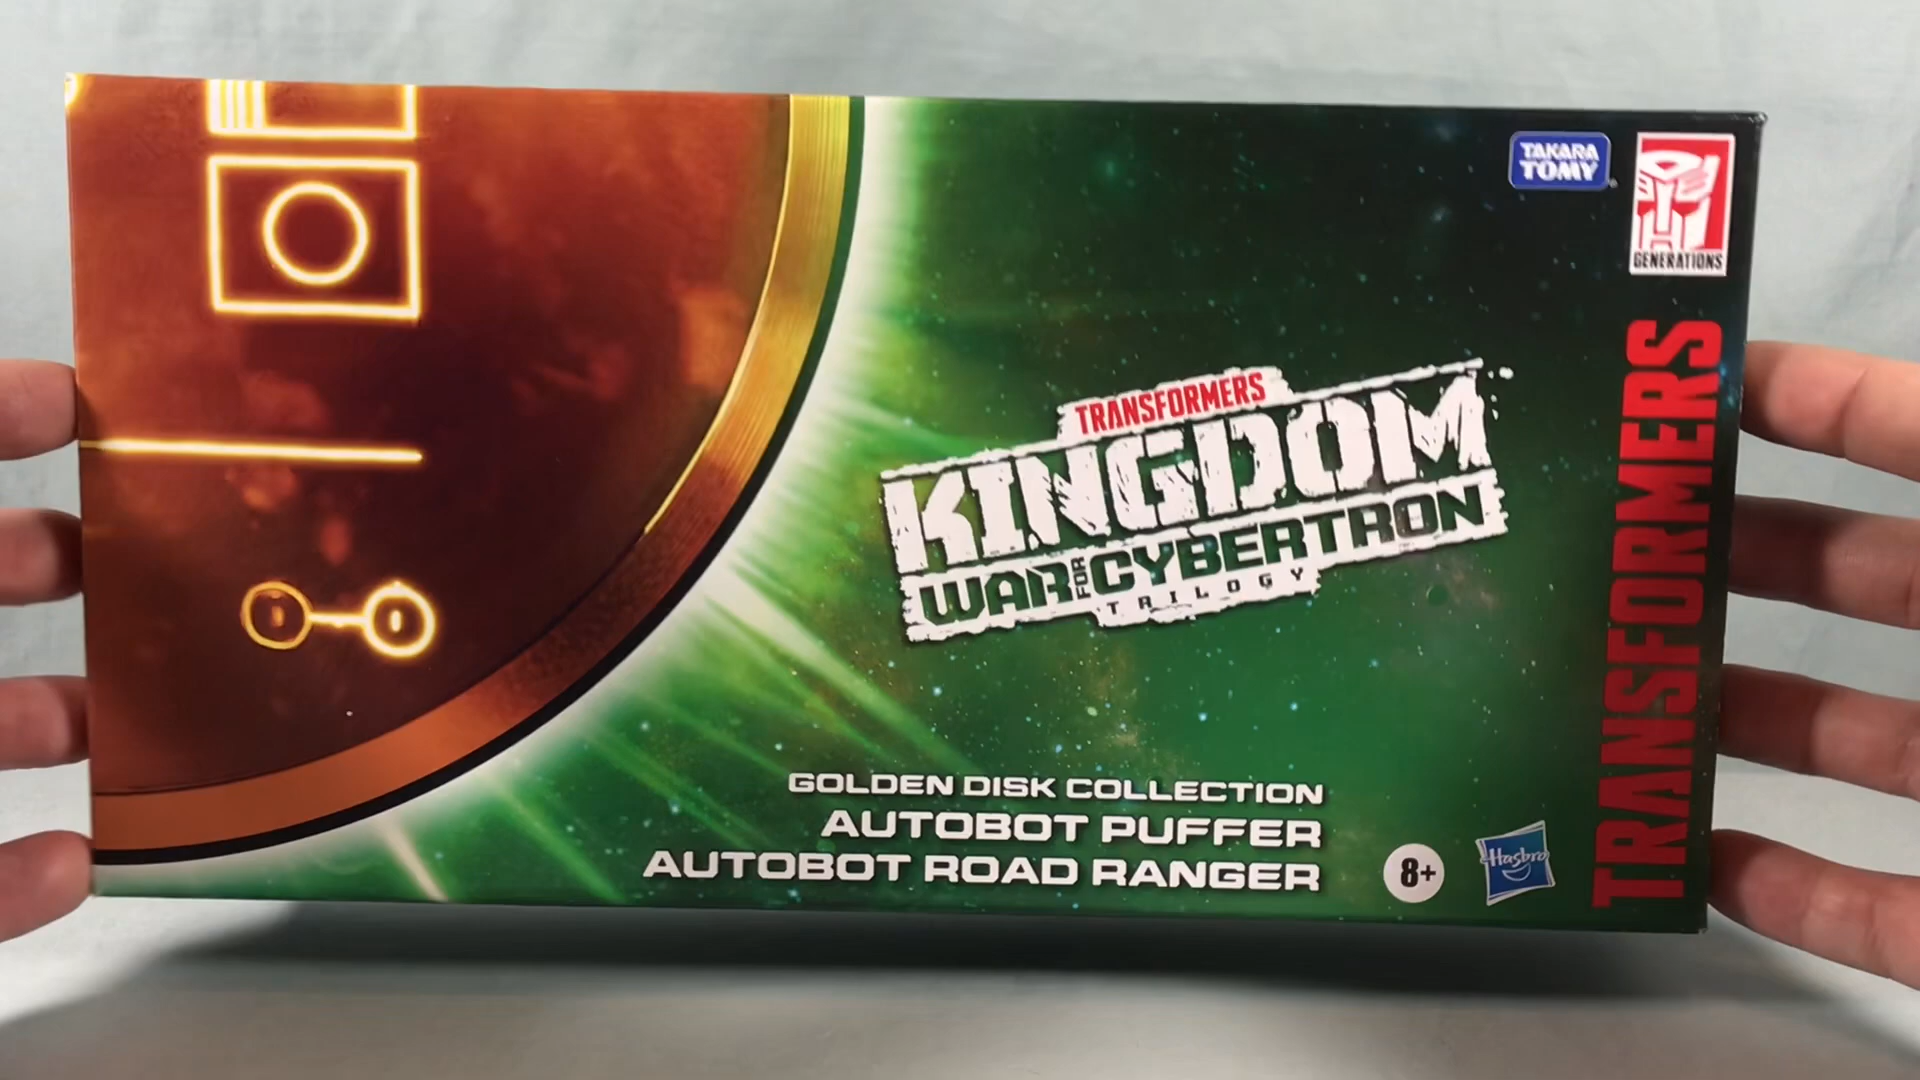 TAKARA
TOMY
GENERATIONS
TRANSFORMERS
TRANSFORMERS
KINGDOM
WAR FOR CYBERTRON
TRILOGY
GOLDEN DISK COLLECTION
AUTOBOT PUFFER
AUTOBOT ROAD RANGER
8+
Hasbro